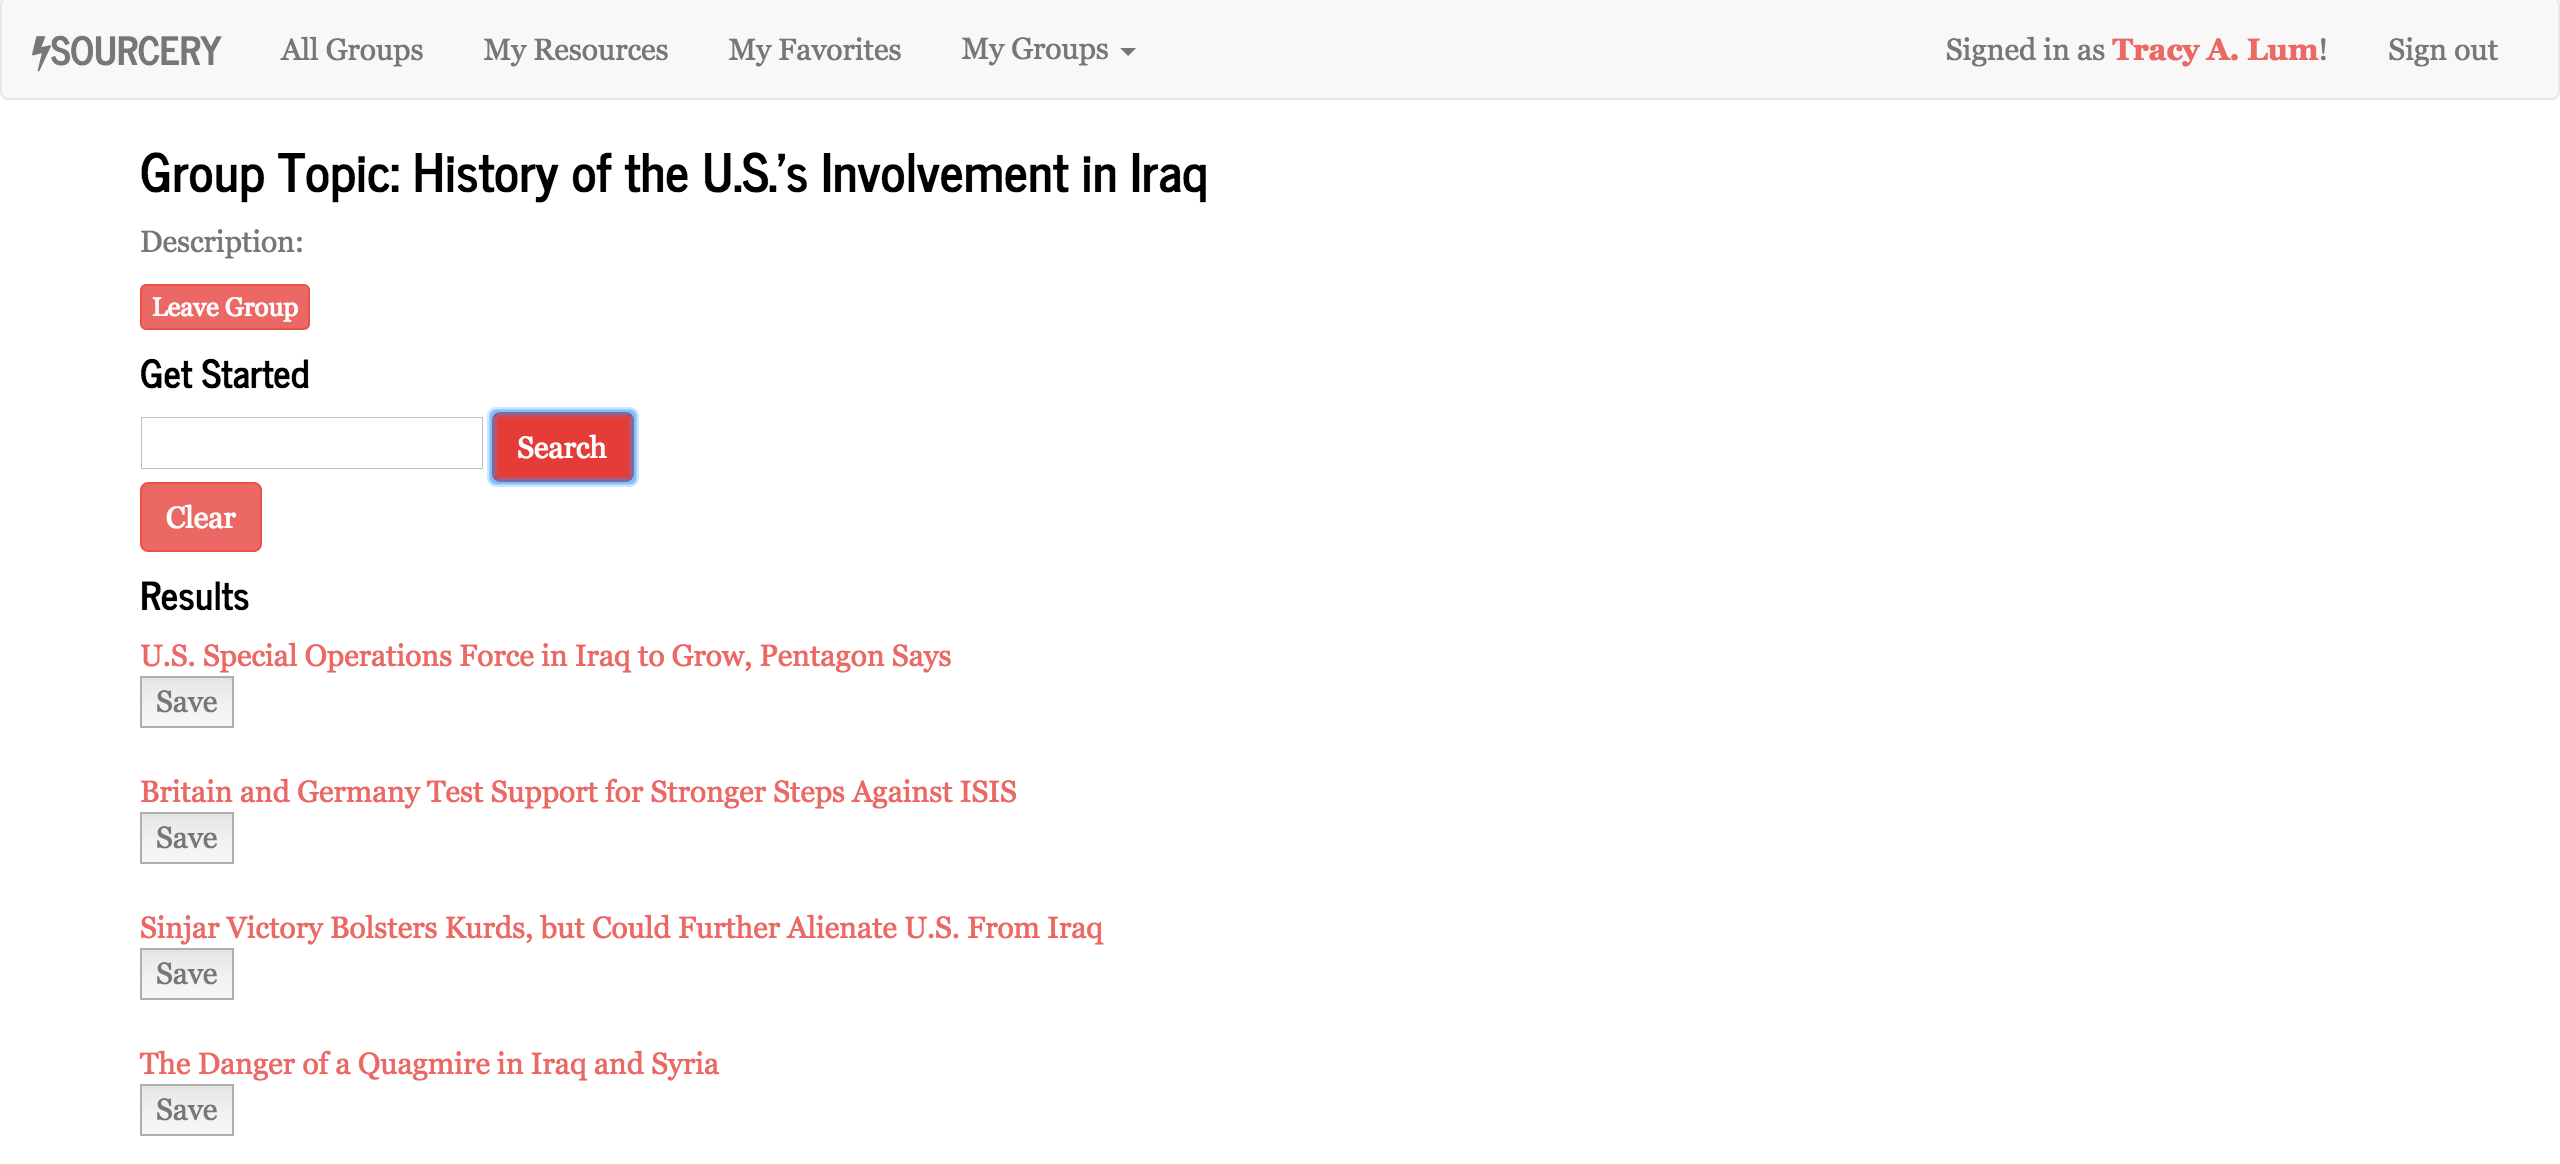 SOURCERY All Groups My Resources My Favorites My Groups Signed in as Tracy A. Lum! Sign out
Group Topic: History of the U.S.'s Involvement in Iraq
Description:
Leave Group
Get Started
Search
Clear
Results
U.S. Special Operations Force in Iraq to Grow, Pentagon Says
Save
Britain and Germany Test Support for Stronger Steps Against ISIS
Save
Sinjar Victory Bolsters Kurds, but Could Further Alienate U.S. From Iraq
Save
The Danger of a Quagmire in Iraq and Syria
Save